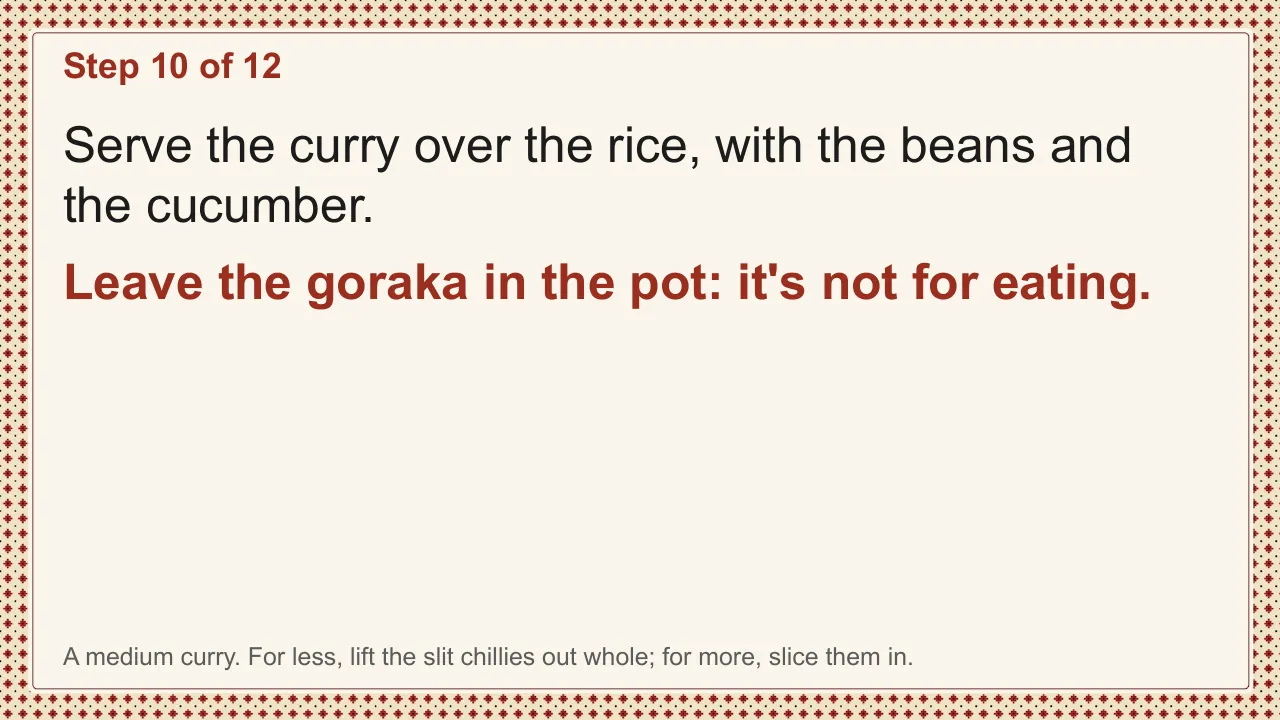 Step 10 of 12
Serve the curry over the rice, with the beans and
the cucumber.
Leave the goraka in the pot: it's not for eating.
A medium curry. For less, lift the slit chillies out whole; for more, slice them in.